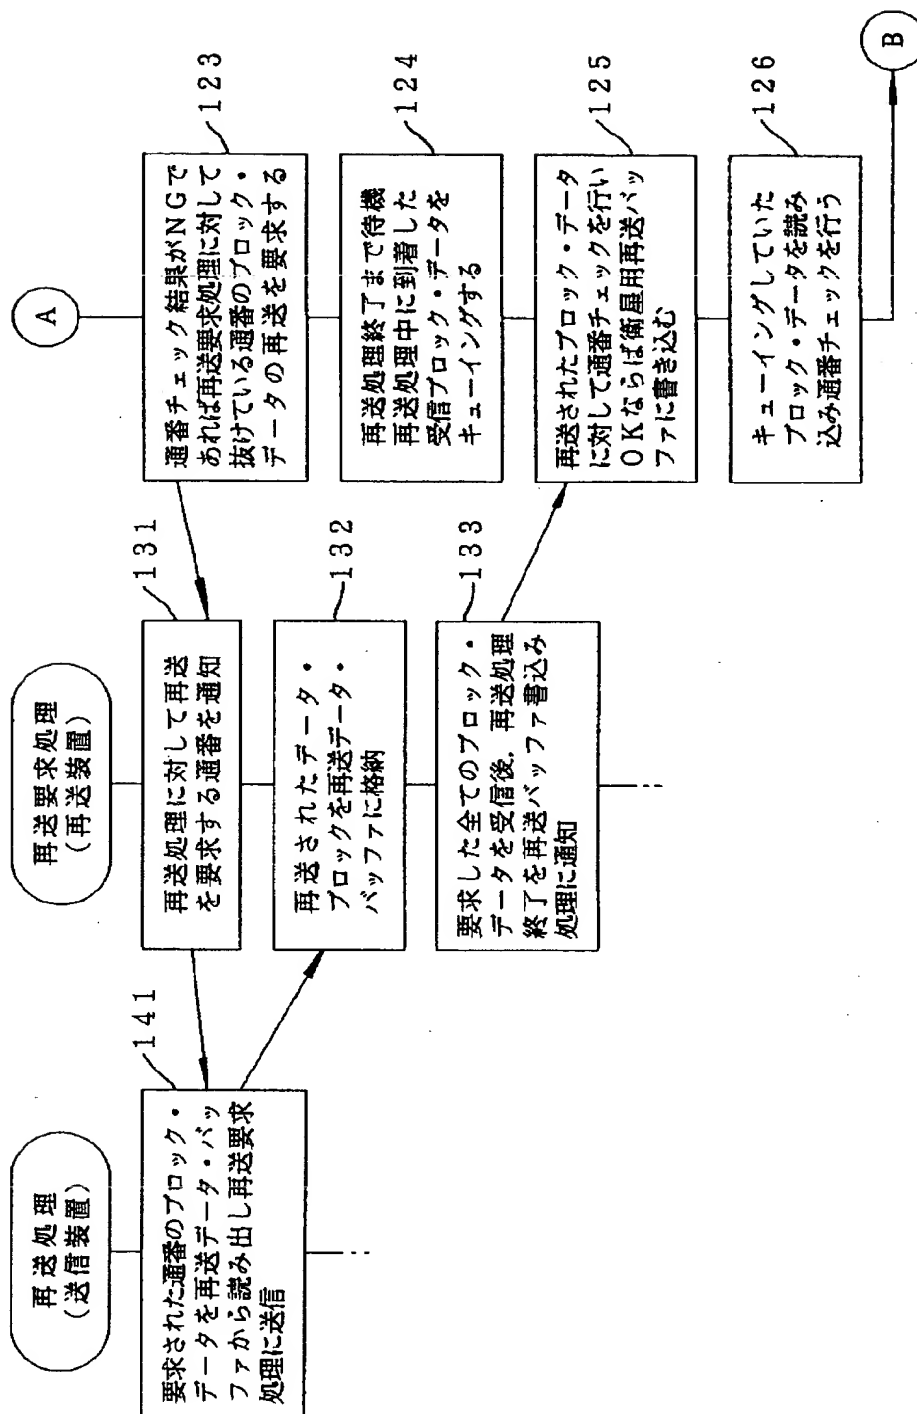 再送処理
(送信装置)
141
要求された通番のブロック・
データを再送データ・バッ
ファから読み出し再送要求
処理に送信
再送要求処理
(再送装置)
131
再送処理に対して再送
を要求する通番を通知
132
再送されたデータ・
ブロックを再送データ・
バッファに格納
133
要求した全てのブロック・
データを受信後,再送処理
終了を再送バッファ書込み
処理に通知
A
123
通番チェック結果がNGで
あれば再送要求処理に対して
抜けている通番のブロック・
データの再送を要求する
124
再送処理終了まで待機
再送処理中に到着した
受信ブロック・データを
キューイングする
125
再送されたブロック・データ
に対して通番チェックを行い
OKならば衛星用再送バッ
ファに書き込む
126
キューイングしていた
ブロック・データを読み
込み通番チェックを行う
B